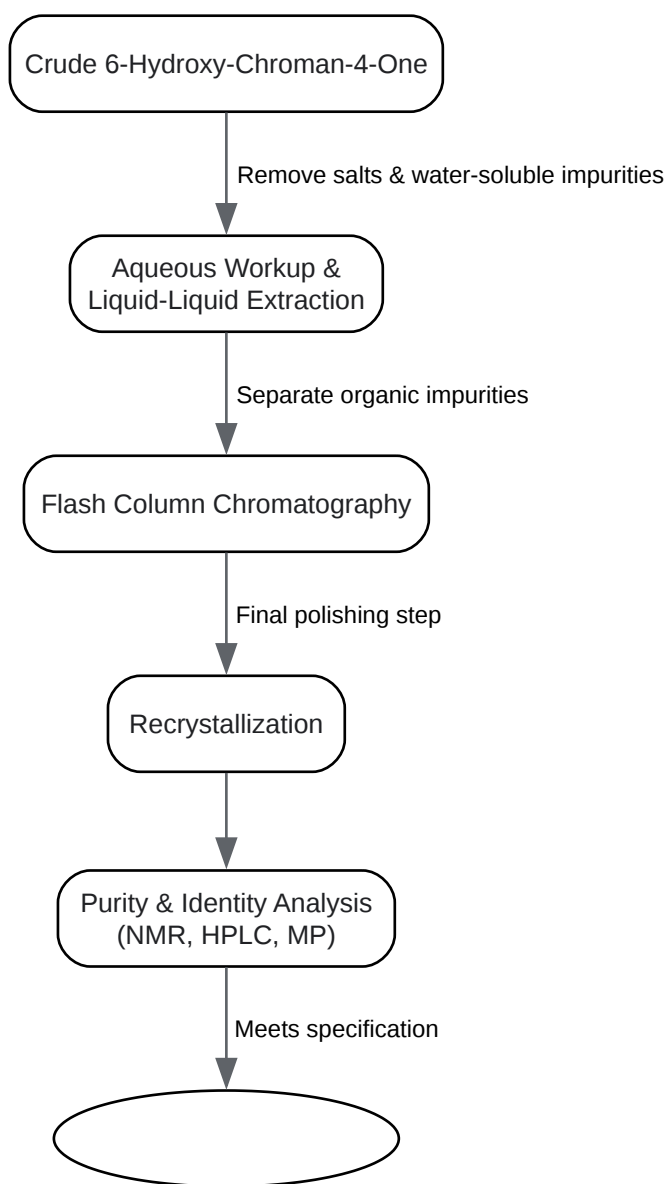 Crude 6-Hydroxy-Chroman-4-One
Remove salts & water-soluble impurities
Aqueous Workup &
Liquid-Liquid Extraction
Separate organic impurities
Flash Column Chromatography
Final polishing step
Recrystallization
Purity & Identity Analysis
(NMR, HPLC, MP)
Meets specification